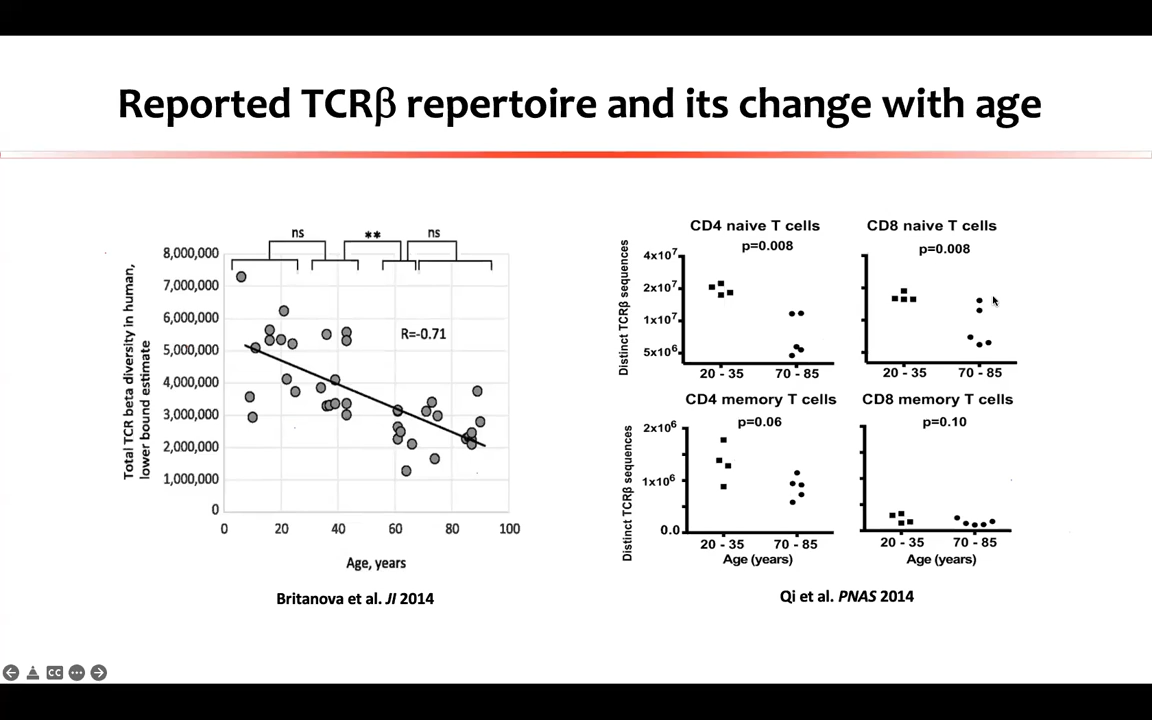 Reported TCRβ repertoire and its change with age
ns
**
ns
8,000,000
7,000,000
6,000,000
5,000,000
4,000,000
3,000,000
2,000,000
1,000,000
0
Total TCR beta diversity in human,
lower bound estimate
R=-0.71
0 20 40 60 80 100
Age, years
Britanova et al. JI 2014
CD4 naive T cells
p=0.008
Distinct TCRβ sequences
4x10⁷
2x10⁷
1x10⁷
5x10⁶
20 - 35 70 - 85
CD8 naive T cells
p=0.008
20 - 35 70 - 85
CD4 memory T cells
p=0.06
Distinct TCRβ sequences
2x10⁶
1x10⁶
0.0
20 - 35 70 - 85
Age (years)
CD8 memory T cells
p=0.10
20 - 35 70 - 85
Age (years)
Qi et al. PNAS 2014
CC